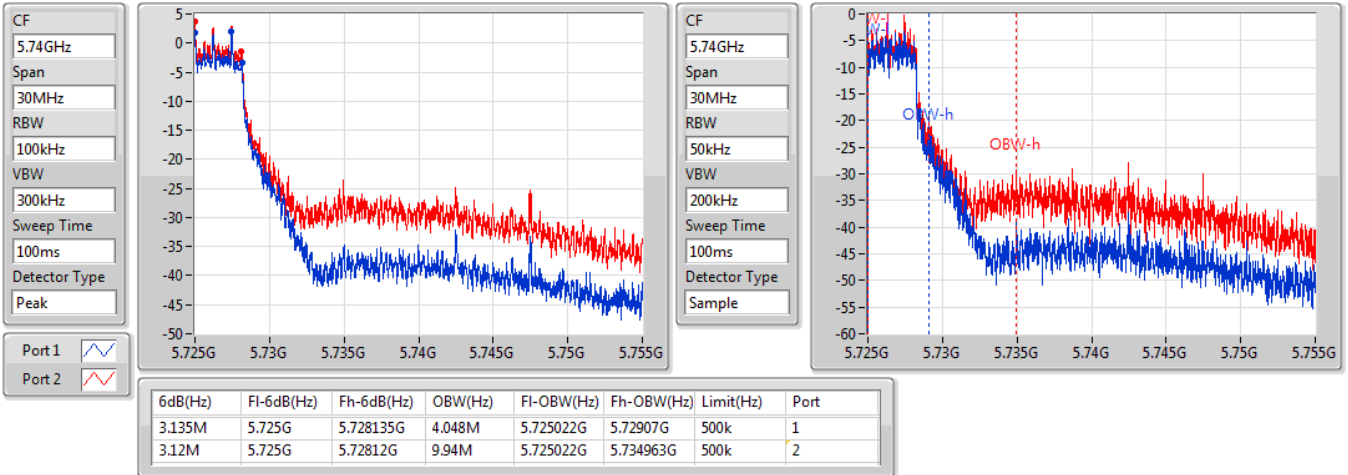 CF
5.74GHz
Span
30MHz
RBW
100kHz
VBW
300kHz
Sweep Time
100ms
Detector Type
Peak
Port 1
Port 2
5
0
-5
-10
-15
-20
-25
-30
-35
-40
-45
-50
5.725G 5.73G 5.735G 5.74G 5.745G 5.75G 5.755G
CF
5.74GHz
Span
30MHz
RBW
50kHz
VBW
200kHz
Sweep Time
100ms
Detector Type
Sample
0
-5
-10
-15
-20
-25
-30
-35
-40
-45
-50
-55
-60
OBW-h
OBW-h
5.725G 5.73G 5.735G 5.74G 5.745G 5.75G 5.755G
6dB(Hz) Fl-6dB(Hz) Fh-6dB(Hz) OBW(Hz) Fl-OBW(Hz) Fh-OBW(Hz) Limit(Hz) Port
3.135M 5.725G 5.728135G 4.048M 5.725022G 5.72907G 500k 1
3.12M 5.725G 5.72812G 9.94M 5.725022G 5.734963G 500k 2